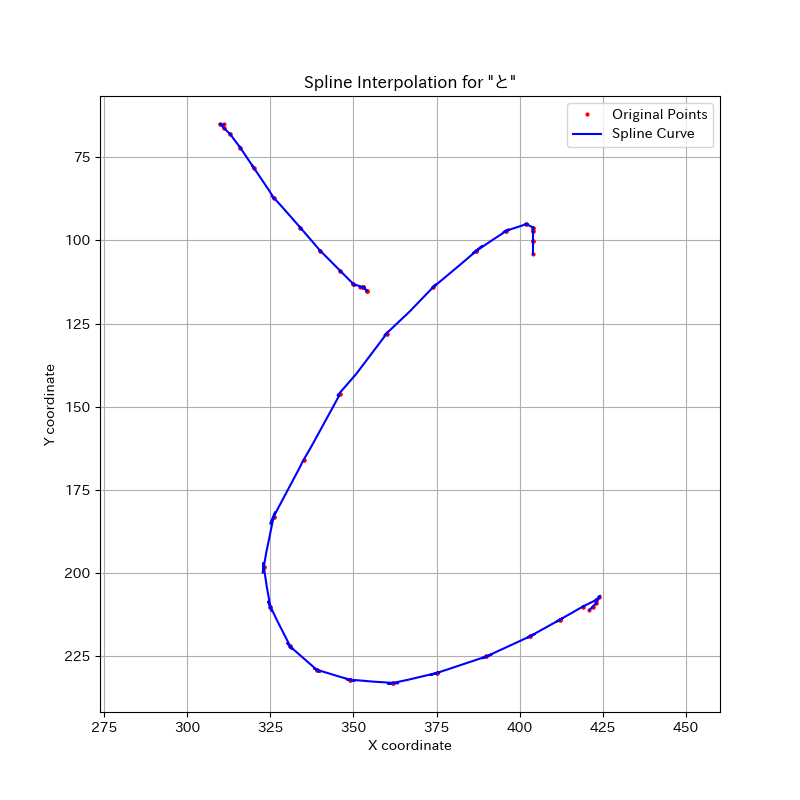 Spline Interpolation for "と"
Original Points
Spline Curve
Y coordinate
75
100
125
150
175
200
225
275 300 325 350 375 400 425 450
X coordinate